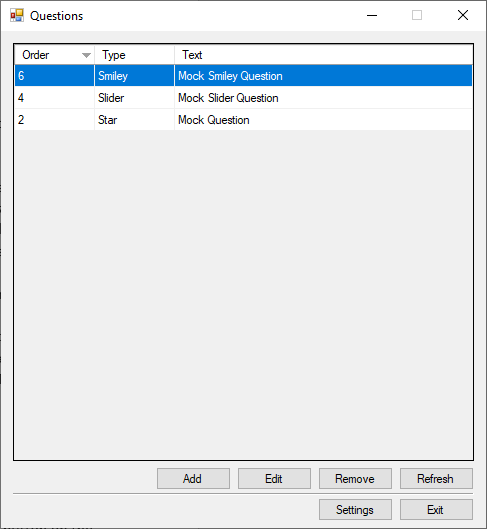 Questions
Order Type Text
6 Smiley Mock Smiley Question
4 Slider Mock Slider Question
2 Star Mock Question
Add Edit Remove Refresh
Settings Exit